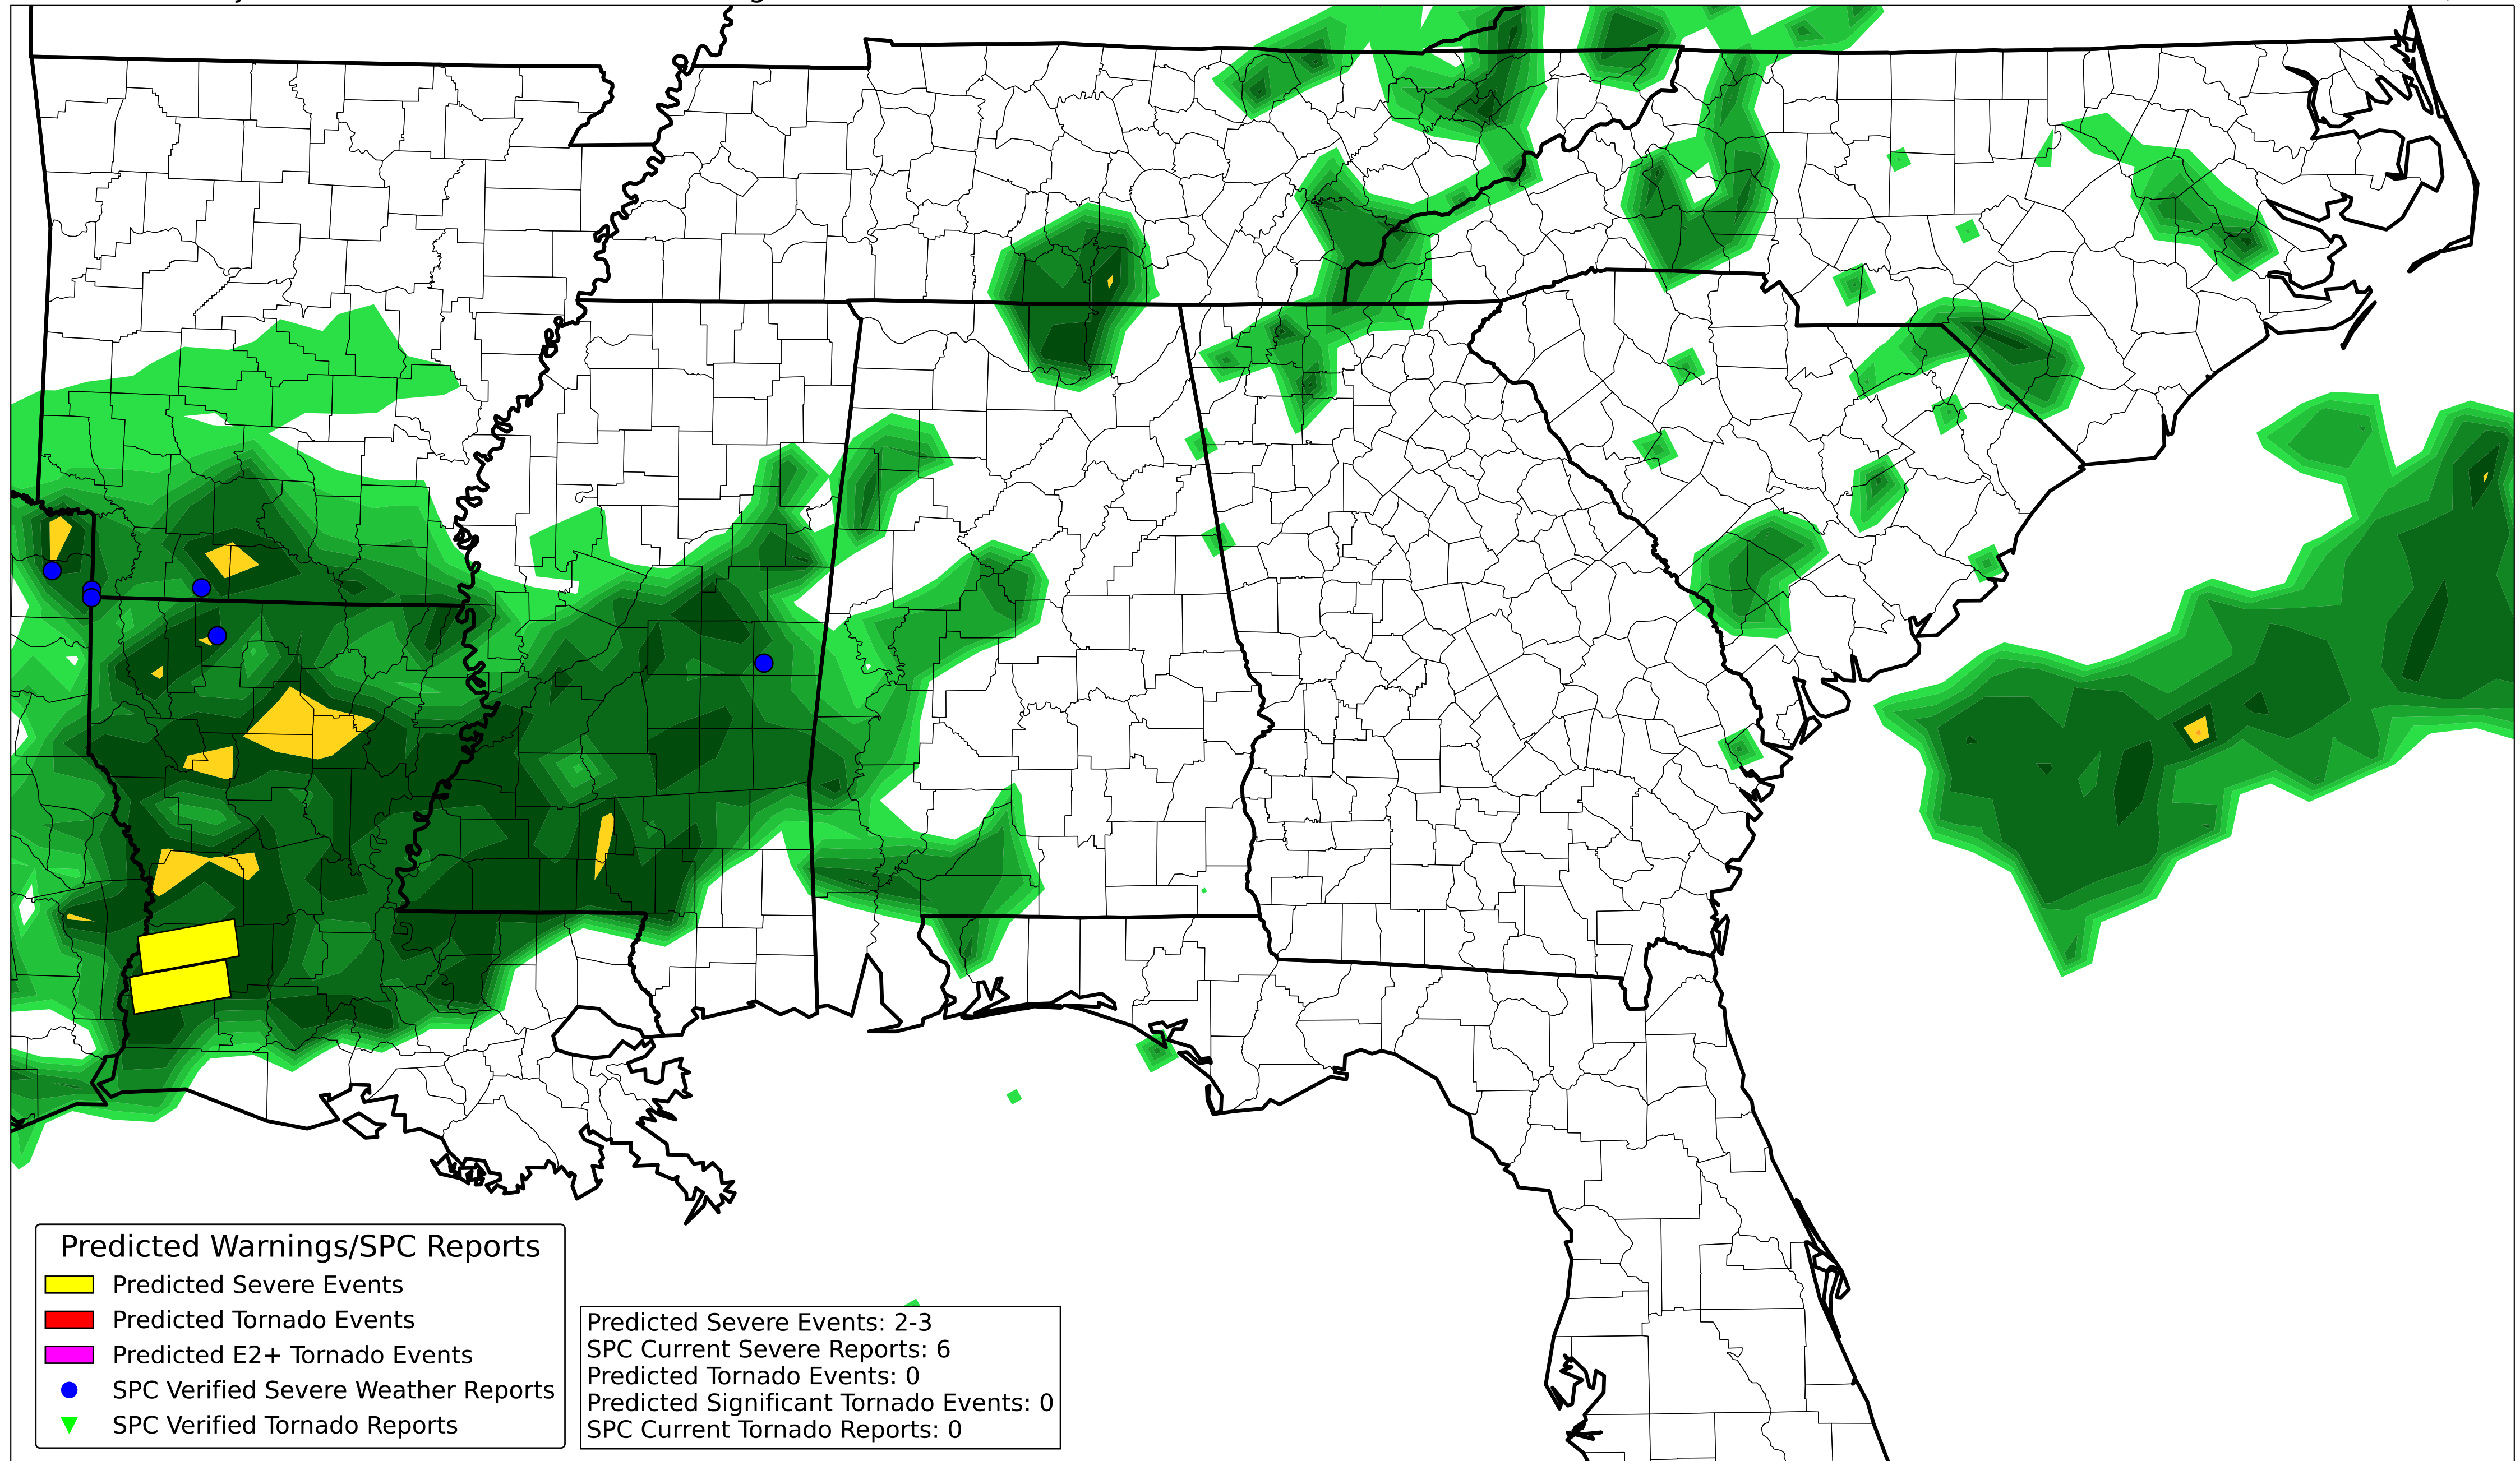 Predicted Warnings/SPC Reports
Predicted Severe Events
Predicted Tornado Events
Predicted E2+ Tornado Events
SPC Verified Severe Weather Reports
SPC Verified Tornado Reports
Predicted Severe Events: 2-3
SPC Current Severe Reports: 6
Predicted Tornado Events: 0
Predicted Significant Tornado Events: 0
SPC Current Tornado Reports: 0